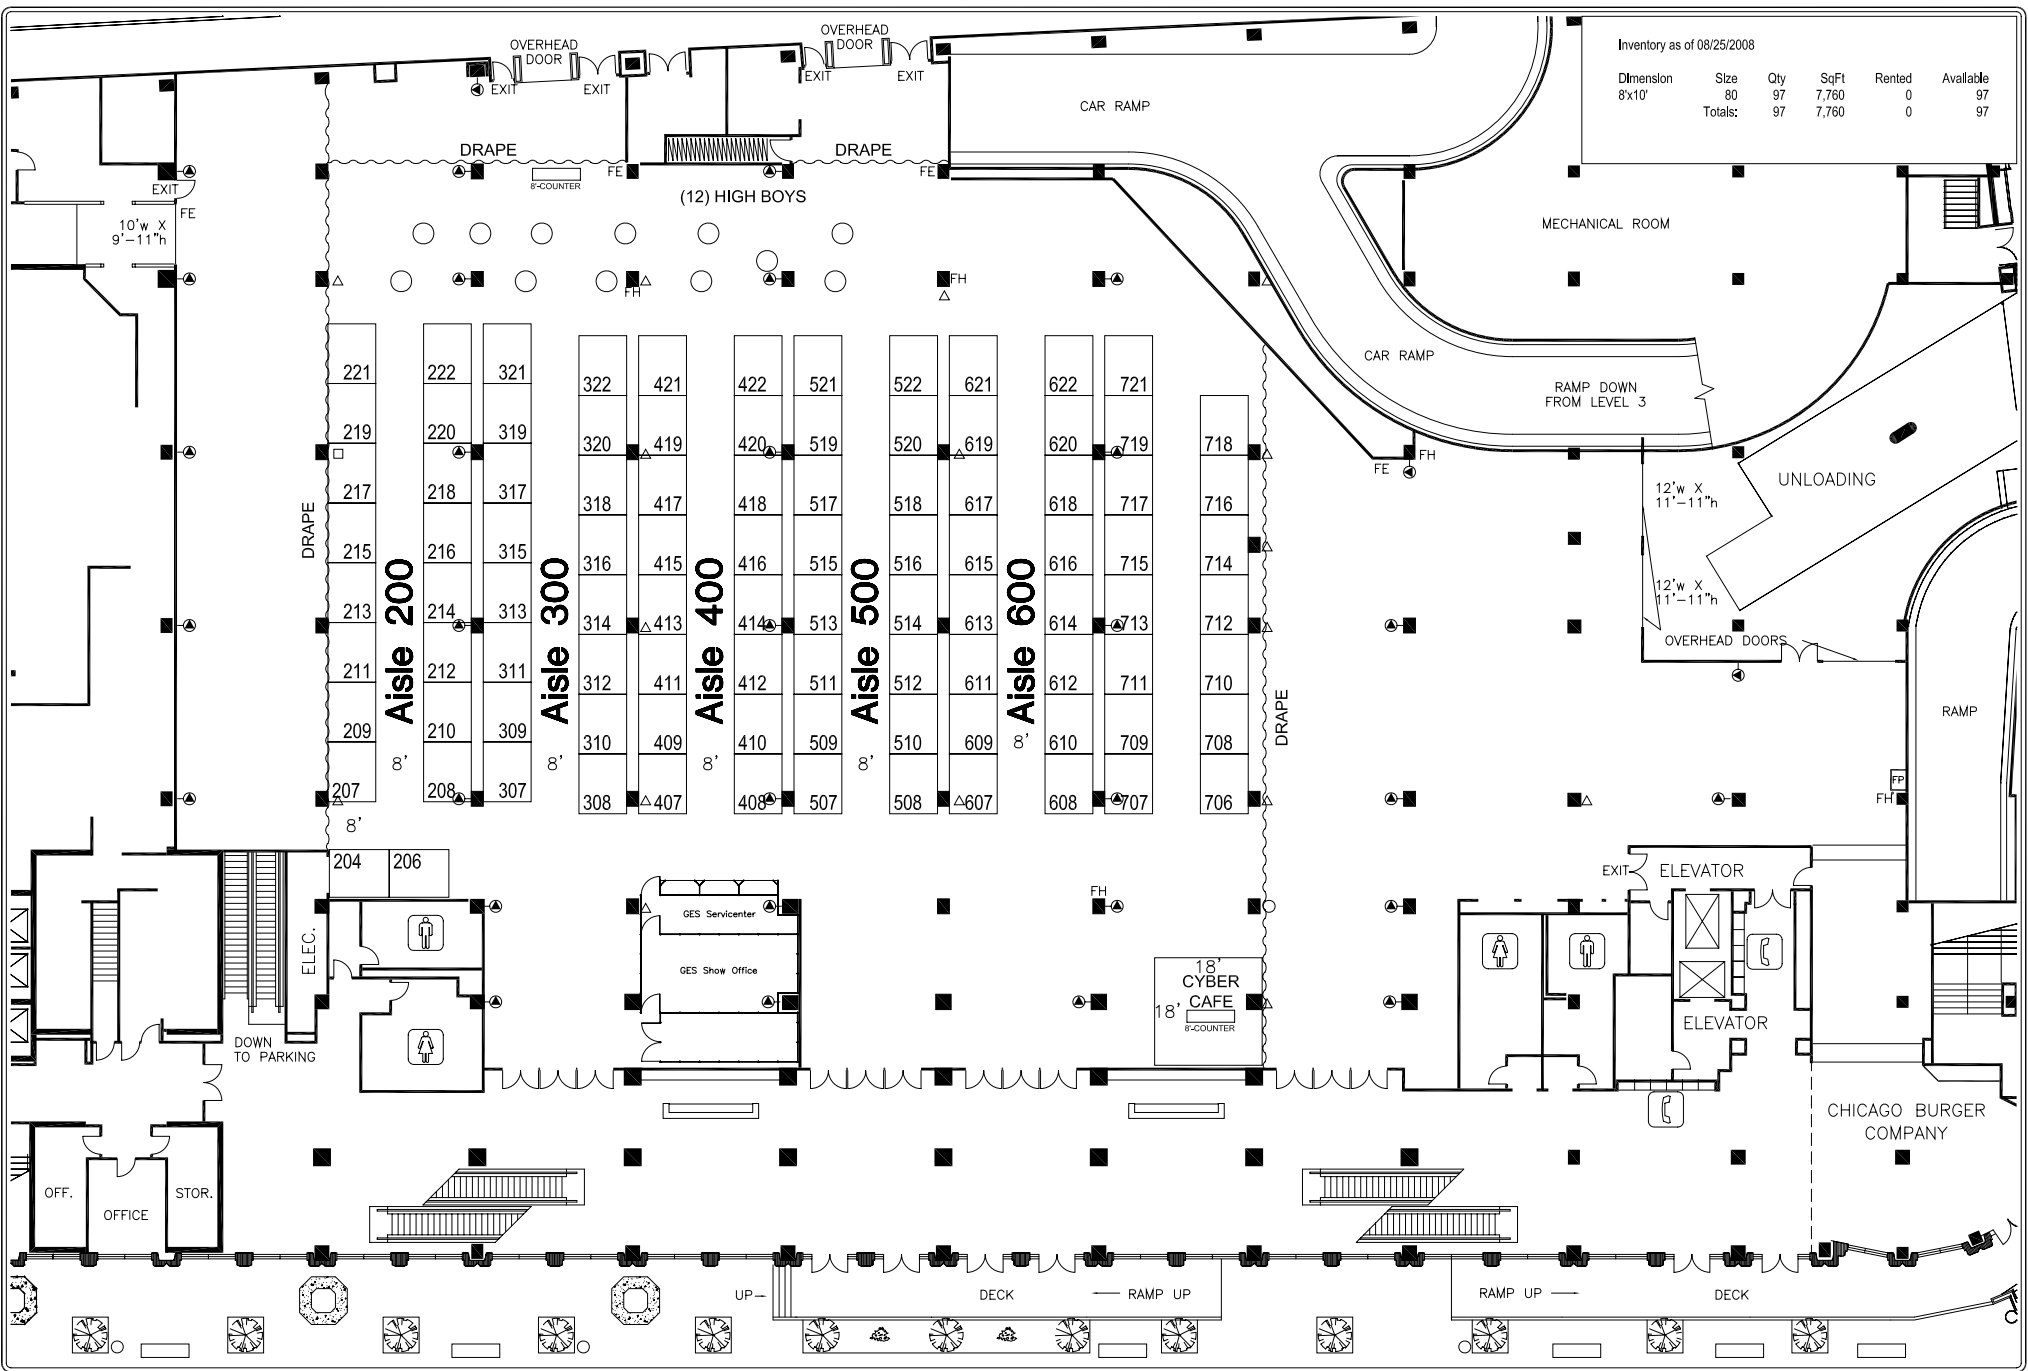 Inventory as of 08/25/2008
Dimension Size Qty SqFt Rented Available
8'x10' 80 97 7,760 0 97
Totals: 97 7,760 0 97
OVERHEAD
DOOR
OVERHEAD
DOOR
EXIT
EXIT
EXIT
EXIT
CAR RAMP
DRAPE
DRAPE
FE
FE
8'-COUNTER
(12) HIGH BOYS
EXIT
FE
10'w X
9'-11"h
MECHANICAL ROOM
FH
FH
CAR RAMP
RAMP DOWN
FROM LEVEL 3
FE
FH
UNLOADING
12'w X
11'-11"h
12'w X
11'-11"h
OVERHEAD DOORS
RAMP
FP
FH
221 222 321 322 421 422 521 522 621 622 721
219 220 319 320 419 420 519 520 619 620 719 718
217 218 317 318 417 418 517 518 617 618 717 716
215 216 315 316 415 416 515 516 615 616 715 714
213 214 313 314 413 414 513 514 613 614 713 712
211 212 311 312 411 412 511 512 611 612 711 710
209 210 309 310 409 410 509 510 609 610 709 708
207 208 307 308 407 408 507 508 607 608 707 706
DRAPE
Aisle 200
Aisle 300
Aisle 400
Aisle 500
Aisle 600
DRAPE
8'
8'
8'
8'
8'
8'
204 206
ELEC.
GES Servicenter
GES Show Office
FH
18'
CYBER
CAFE
18'
8'-COUNTER
EXIT
ELEVATOR
ELEVATOR
DOWN
TO PARKING
CHICAGO BURGER
COMPANY
OFF.
OFFICE
STOR.
UP
DECK
RAMP UP
RAMP UP
DECK